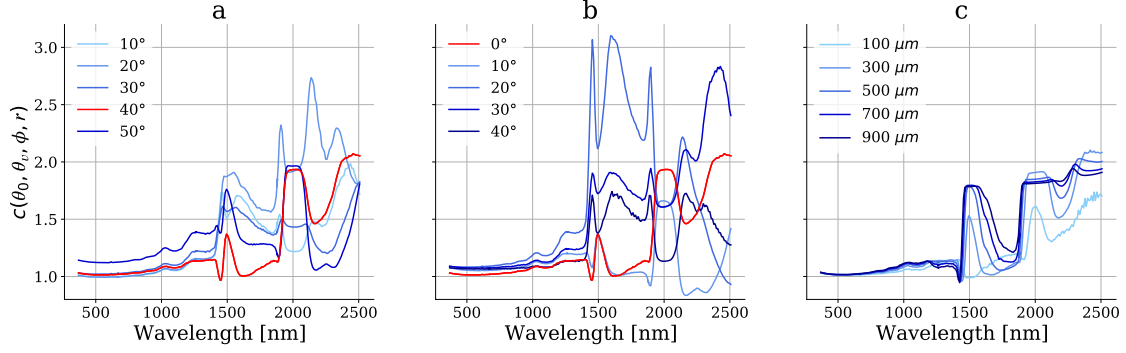 a
b
c
c(θ₀, θᵥ, ϕ, r)
3.0
2.5
2.0
1.5
1.0
10°
20°
30°
40°
50°
0°
10°
20°
30°
40°
100 μm
300 μm
500 μm
700 μm
900 μm
500 1000 1500 2000 2500
500 1000 1500 2000 2500
500 1000 1500 2000 2500
Wavelength [nm]
Wavelength [nm]
Wavelength [nm]